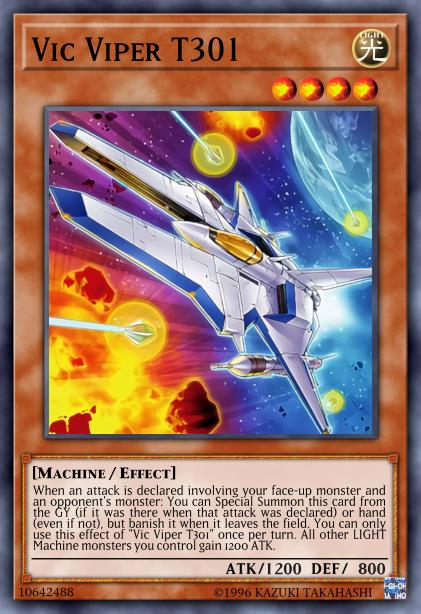 Vic Viper T301
LIGHT
光
[Machine / Effect]
When an attack is declared involving your face-up monster and
an opponent's monster: You can Special Summon this card from
the GY (if it was there when that attack was declared) or hand
(even if not), but banish it when it leaves the field. You can only
use this effect of "Vic Viper T301" once per turn. All other LIGHT
Machine monsters you control gain 1200 ATK.
ATK/1200 DEF/ 800
10642488
©1996 KAZUKI TAKAHASHI